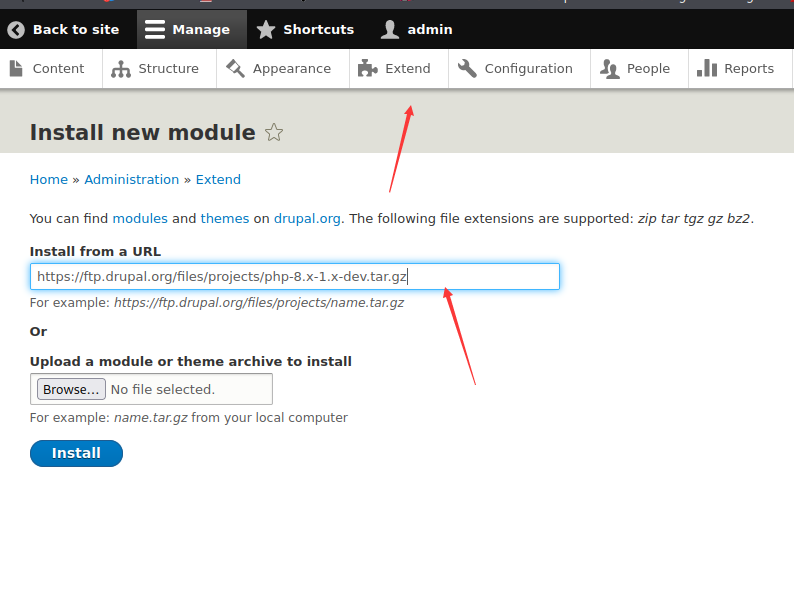 Back to site Manage Shortcuts admin
Content Structure Appearance Extend Configuration People Reports
Install new module
Home » Administration » Extend
You can find modules and themes on drupal.org. The following file extensions are supported: zip tar tgz gz bz2.
Install from a URL
https://ftp.drupal.org/files/projects/php-8.x-1.x-dev.tar.gz
For example: https://ftp.drupal.org/files/projects/name.tar.gz
Or
Upload a module or theme archive to install
Browse... No file selected.
For example: name.tar.gz from your local computer
Install